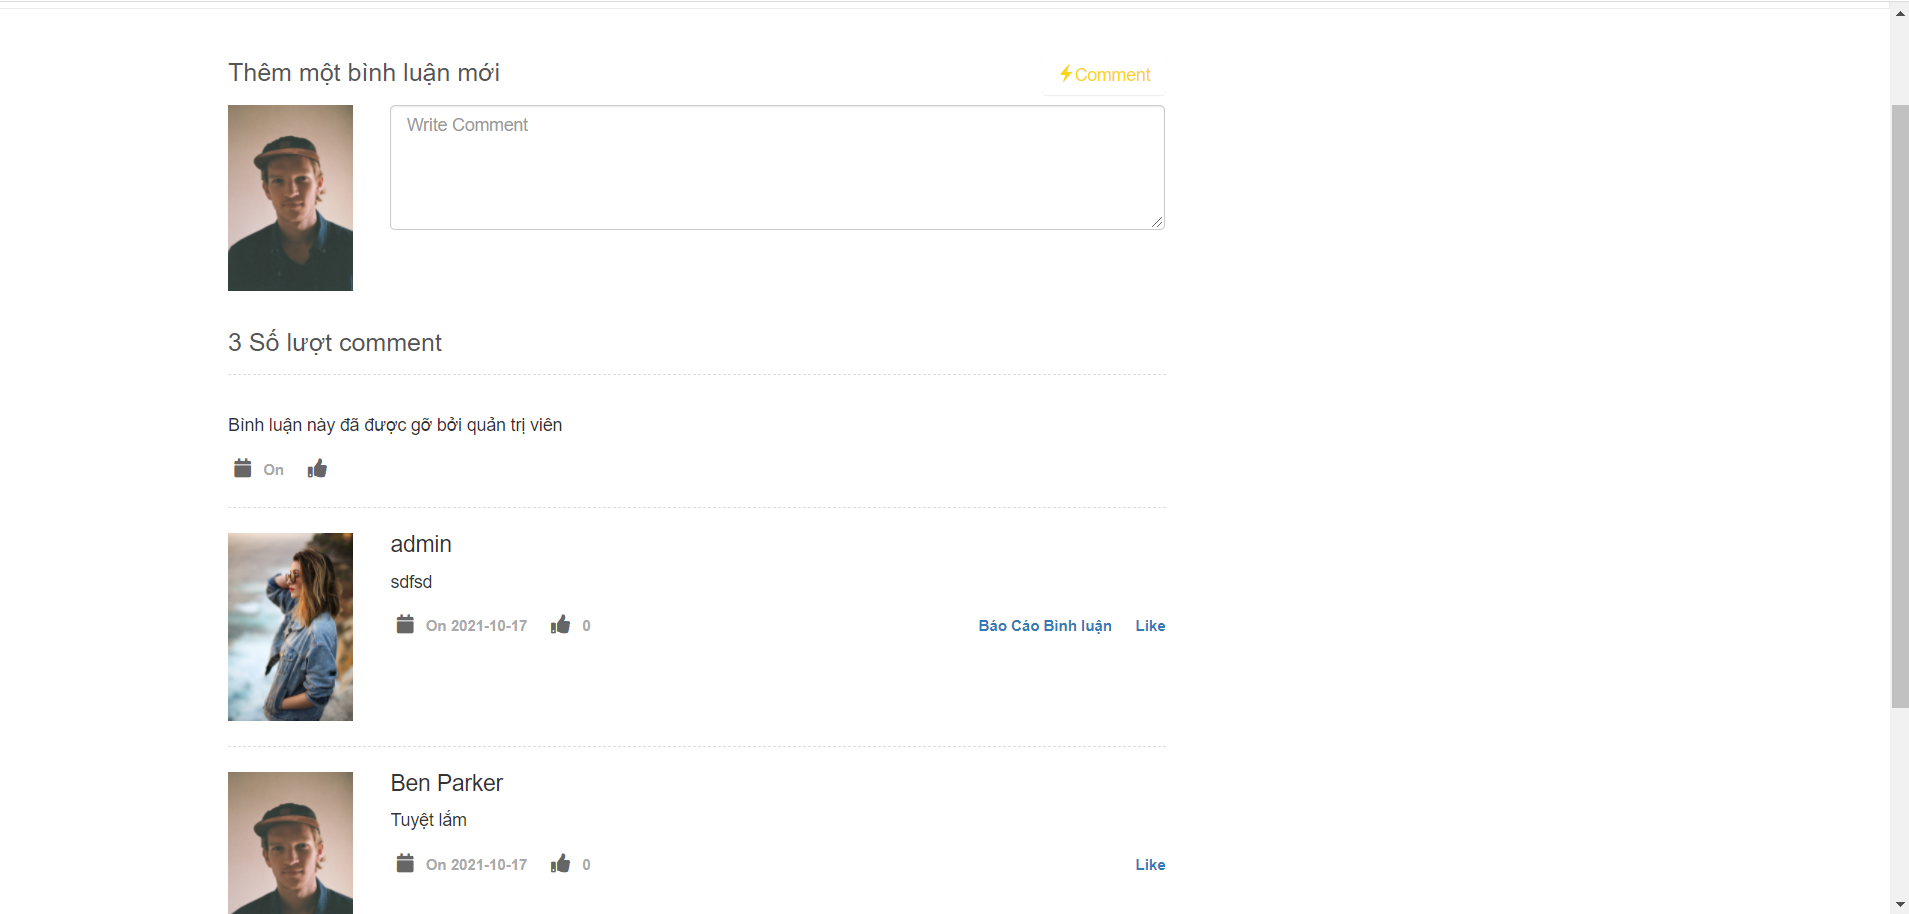 Thêm một bình luận mới
Comment
Write Comment
3 Số lượt comment
Bình luận này đã được gỡ bởi quản trị viên
On
admin
sdfsd
On 2021-10-17 0 Báo Cáo Bình luận Like
Ben Parker
Tuyệt lắm
On 2021-10-17 0 Like